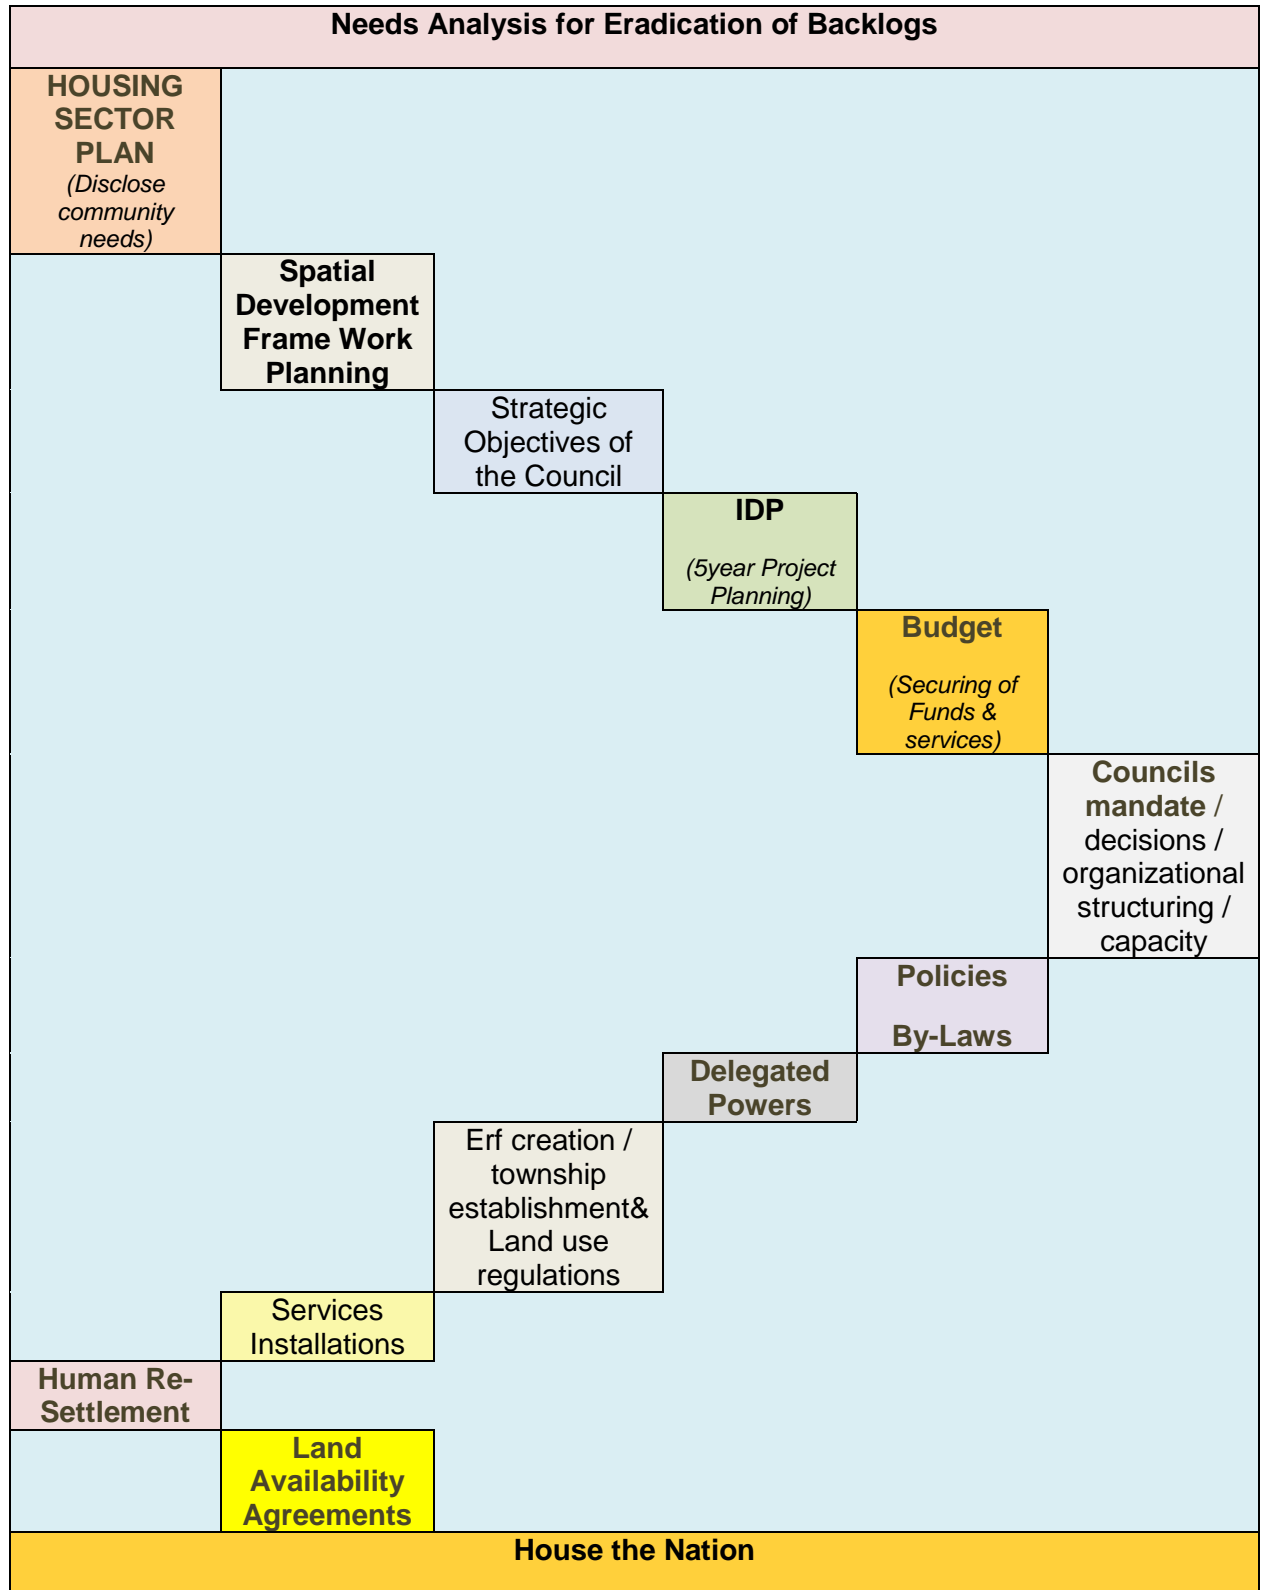 Needs Analysis for Eradication of Backlogs
HOUSING
SECTOR
PLAN
(Disclose
community
needs)
Spatial
Development
Frame Work
Planning
Strategic
Objectives of
the Council
IDP
(5year Project
Planning)
Budget
(Securing of
Funds &
services)
Councils
mandate /
decisions /
organizational
structuring /
capacity
Policies
By-Laws
Delegated
Powers
Erf creation /
township
establishment&
Land use
regulations
Services
Installations
Human Re-
Settlement
Land
Availability
Agreements
House the Nation